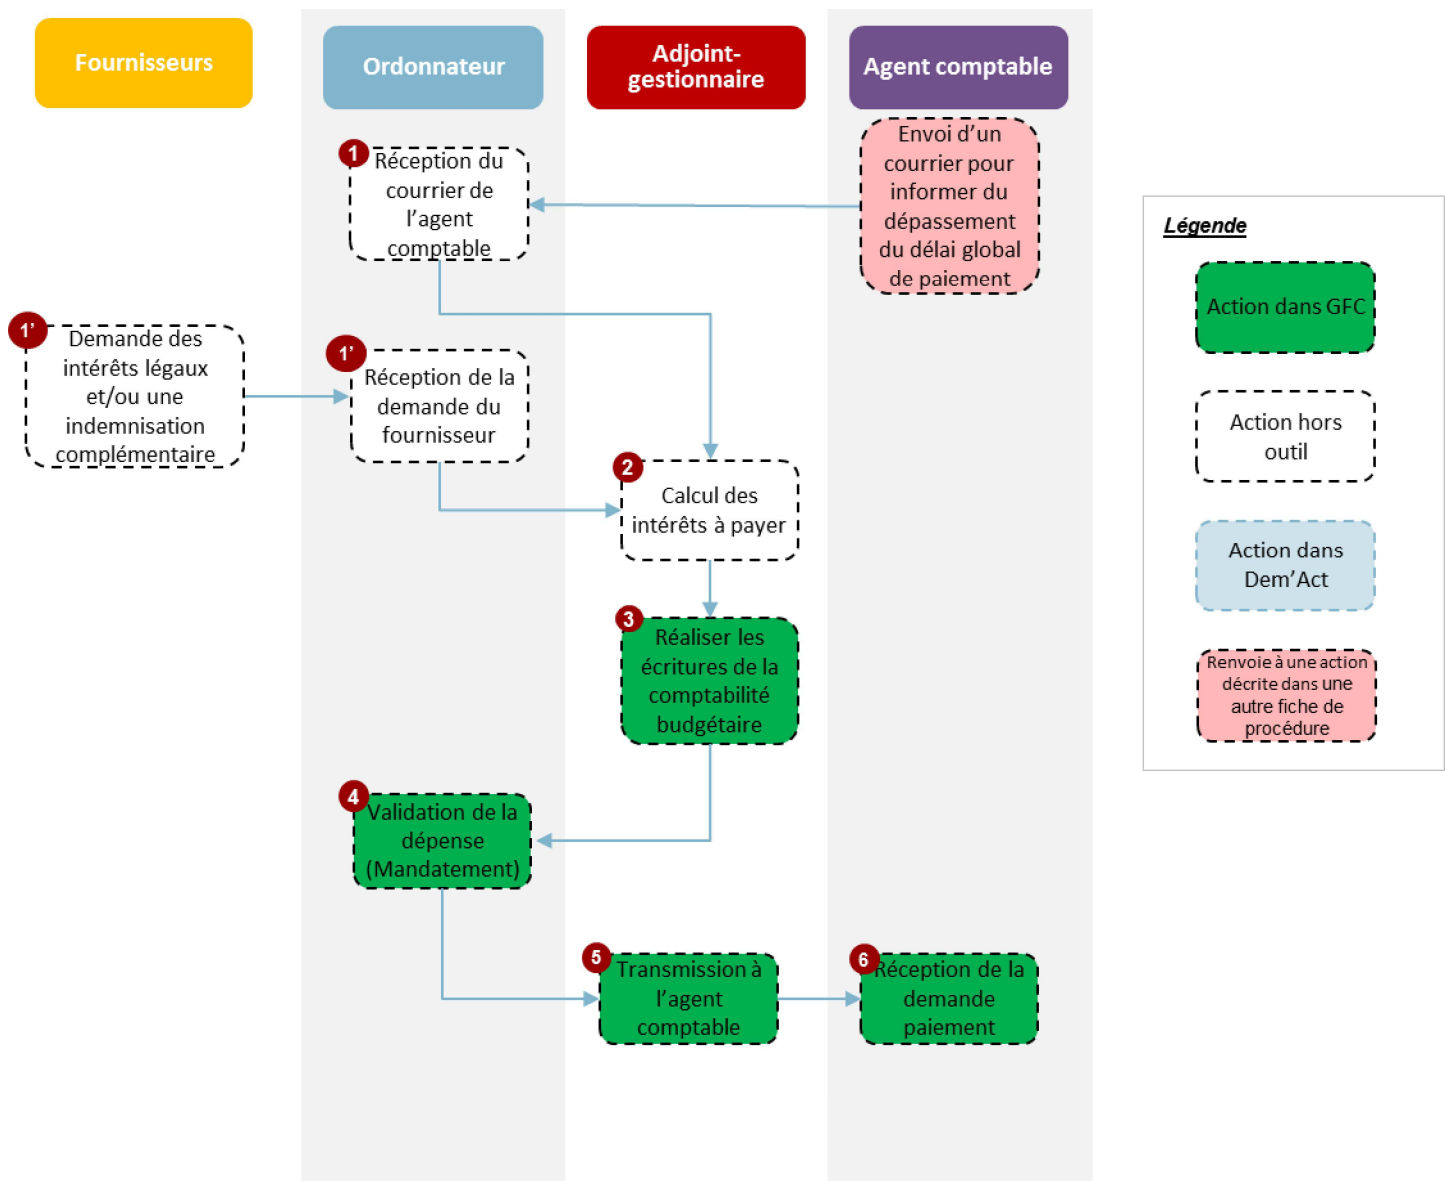 Fournisseurs
Ordonnateur
Adjoint-
gestionnaire
Agent comptable
1
Réception du
courrier de
l’agent
comptable
Envoi d’un
courrier pour
informer du
dépassement
du délai global
de paiement
1’
Demande des
intérêts légaux
et/ou une
indemnisation
complémentaire
1’
Réception de la
demande du
fournisseur
2
Calcul des
intérêts à payer
3
Réaliser les
écritures de la
comptabilité
budgétaire
4
Validation de la
dépense
(Mandatement)
5
Transmission à
l’agent
comptable
6
Réception de la
demande
paiement
Légende
Action dans GFC
Action hors
outil
Action dans
Dem’Act
Renvoie à une action
décrite dans une
autre fiche de
procédure